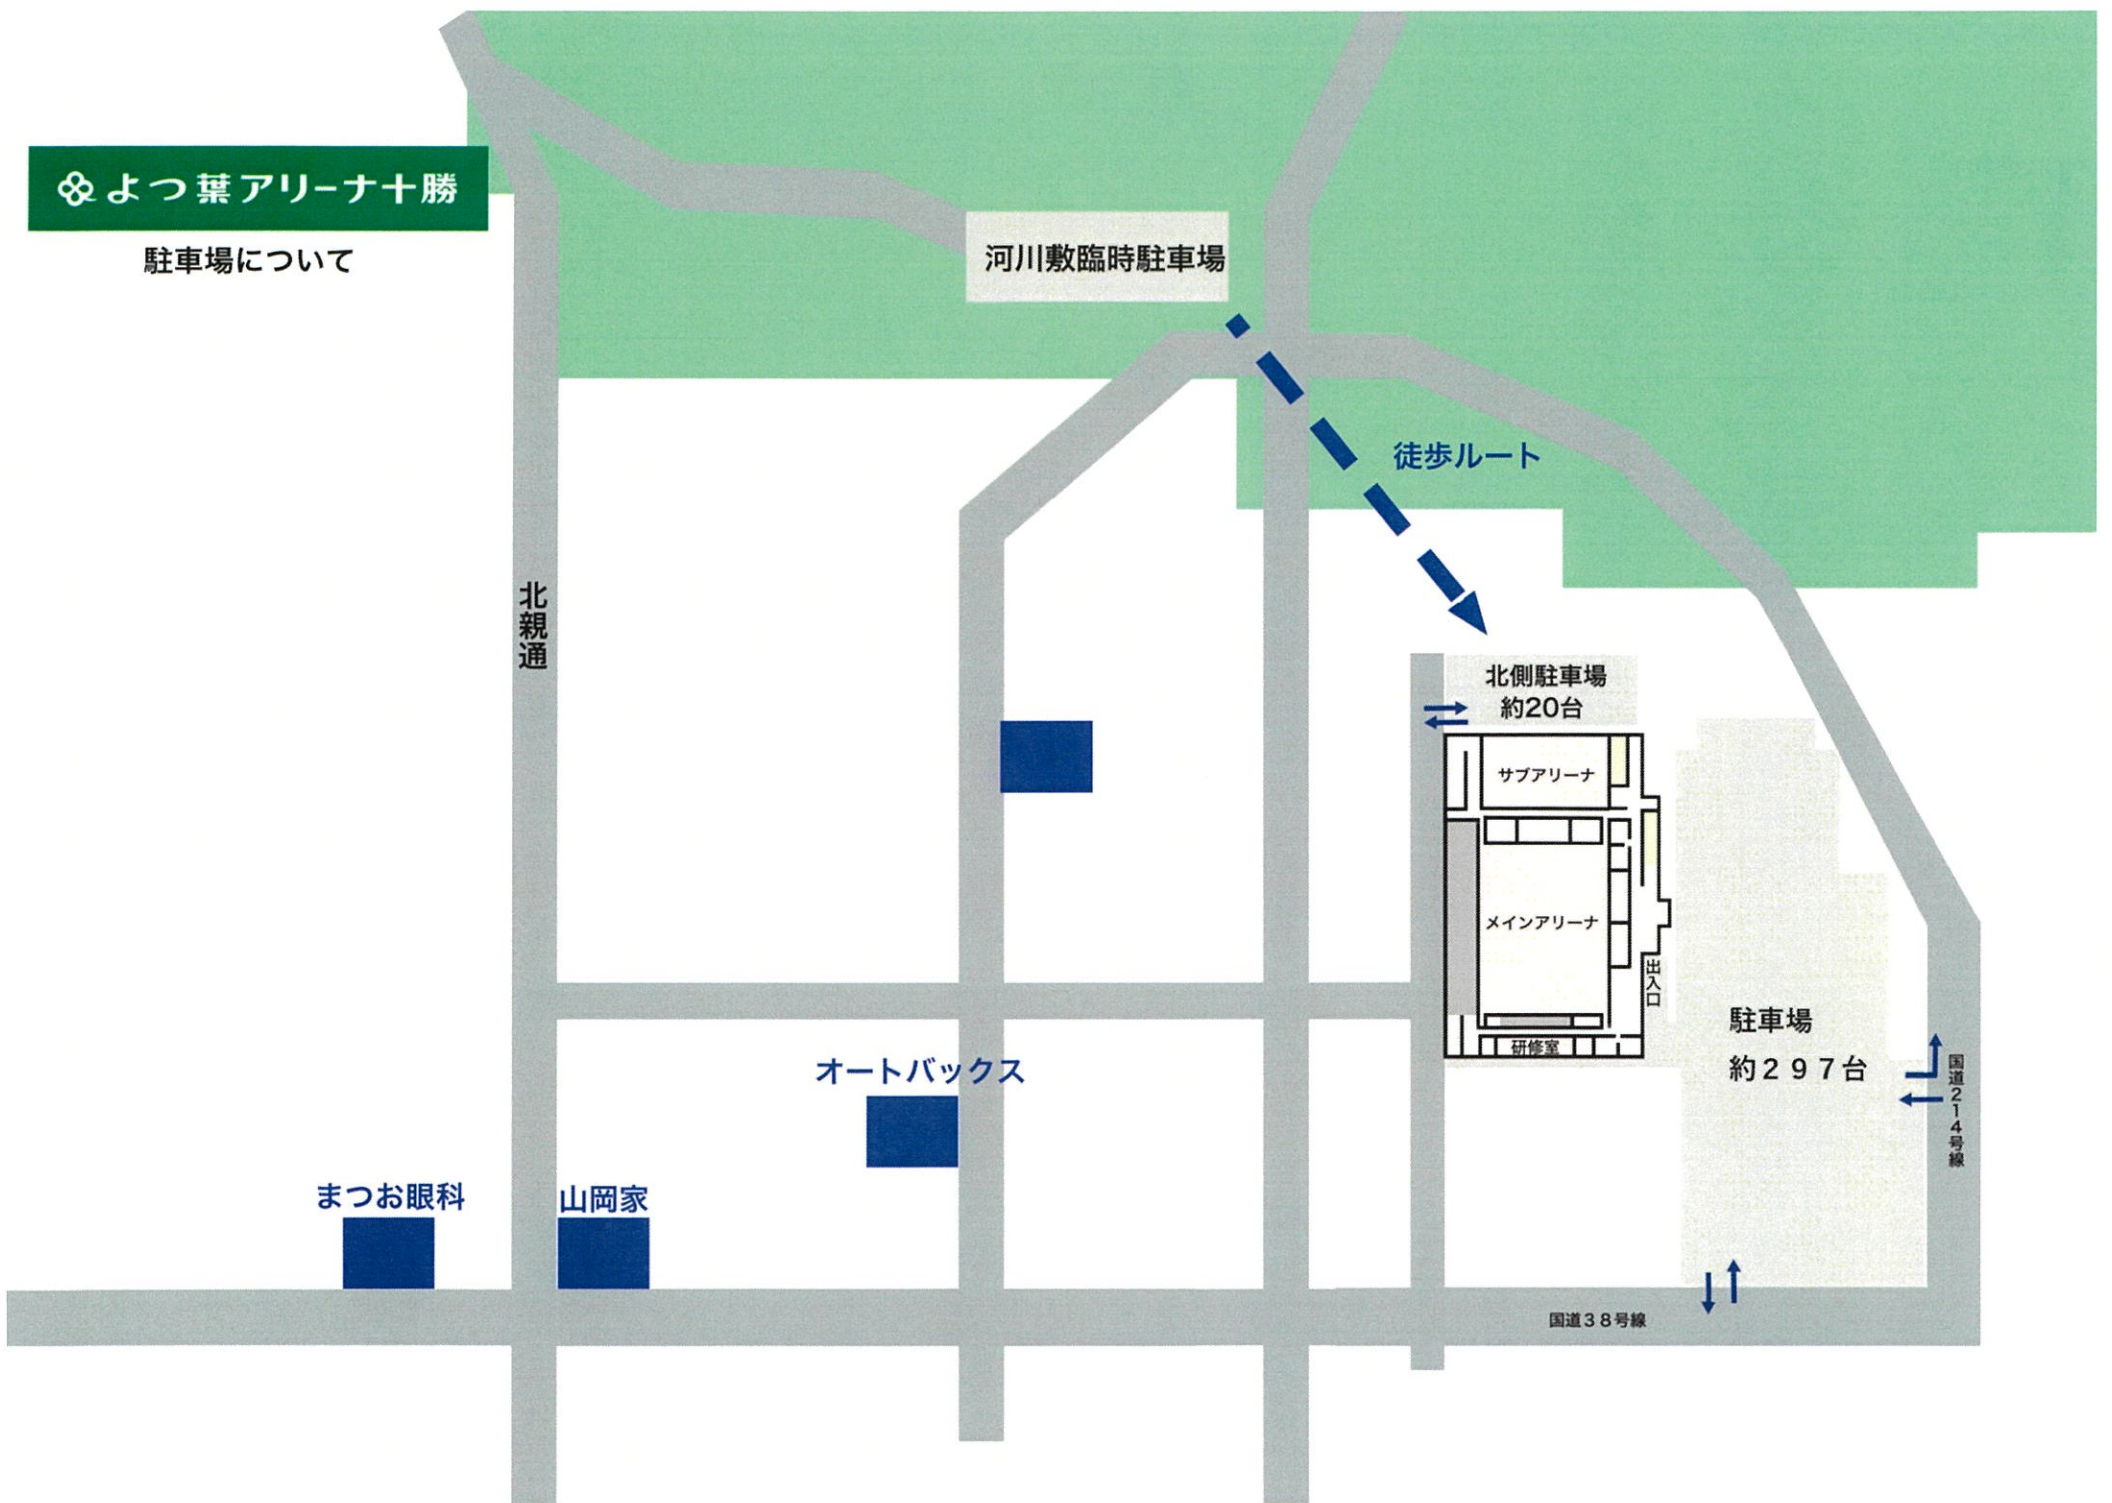 よつ葉アリーナ十勝
駐車場について
河川敷臨時駐車場
徒歩ルート
北親通
北側駐車場
約20台
サブアリーナ
メインアリーナ
出入口
駐車場
約２９７台
研修室
国道214号線
オートバックス
まつお眼科
山岡家
国道３８号線